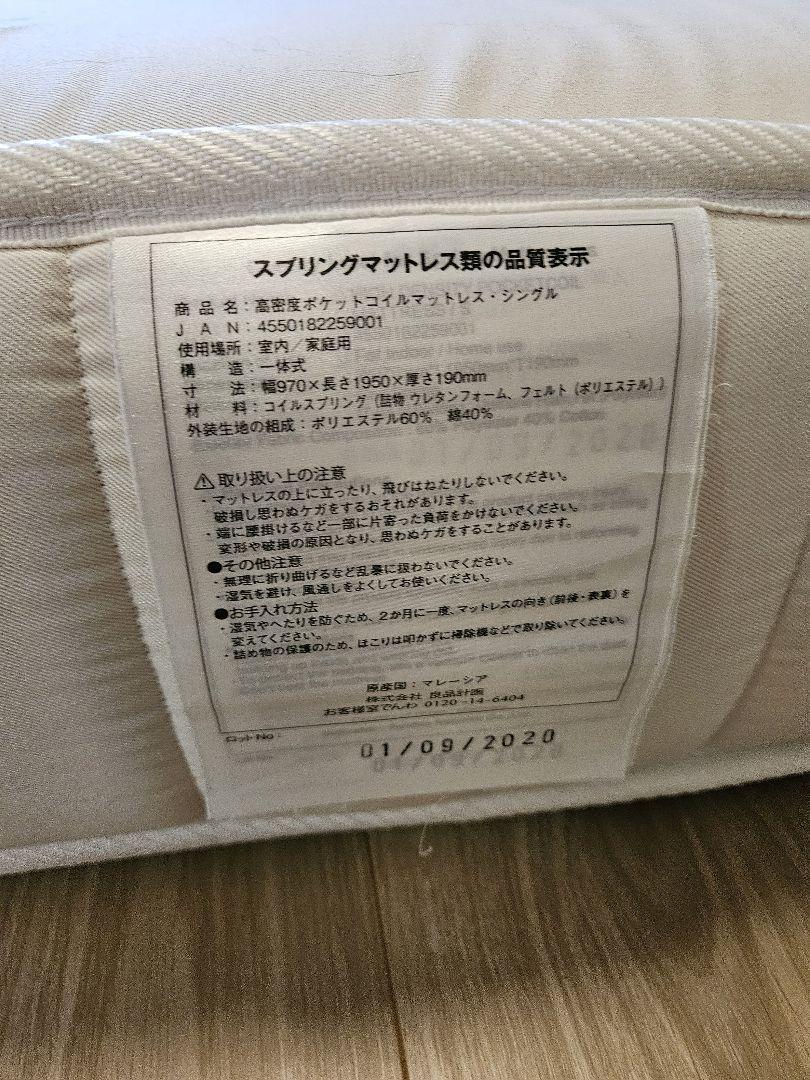 スプリングマットレス類の品質表示
商品名：高密度ポケットコイルマットレス・シングル
JAN：4550182259001
使用場所：室内／家庭用
構造：一体式
寸法：幅970×長さ1950×厚さ190mm
材料：コイルスプリング（詰物 ウレタンフォーム、フェルト（ポリエステル））
外装生地の組成：ポリエステル60% 綿40%
⚠取り扱い上の注意
・マットレスの上に立ったり、飛びはねたりしないでください。
破損し思わぬケガをするおそれがあります。
・端に腰掛けるなど一部に片寄った負荷をかけないでください。
変形や破損の原因となり、思わぬケガをすることがあります。
●その他注意
・無理に折り曲げるなど乱暴に扱わないでください。
・湿気を避け、風通しをよくしてお使いください。
●お手入れ方法
・湿気やへたりを防ぐため、2か月に一度、マットレスの向き（前後・表裏）を
変えてください。
・詰め物の保護のため、ほこりは叩かずに掃除機などで取り除いてください。
原産国：マレーシア
株式会社 良品計画
お客様室でんわ 0120-14-6404
ロットNo：
01/09/2020